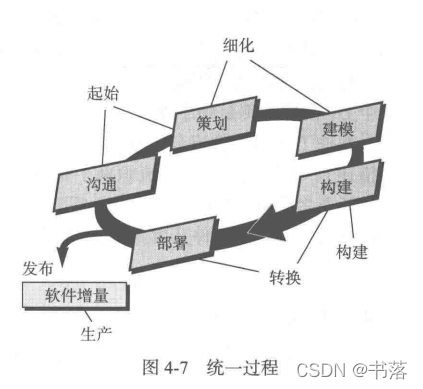 细化
起始
策划
建模
沟通
构建
部署
构建
转换
发布
软件增量
生产
图 4-7 统一过程
CSDN @书落